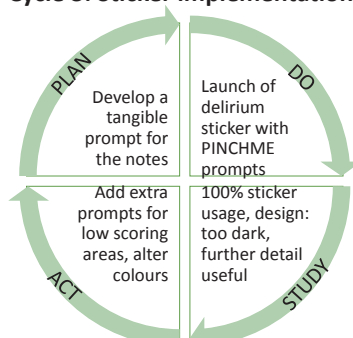 PLAN
Develop a
tangible
prompt for
the notes
DO
Launch of
delirium
sticker with
PINCHME
prompts
100% sticker
usage, design:
too dark,
further detail
useful
STUDY
Add extra
prompts for
low scoring
areas, alter
colours
ACT